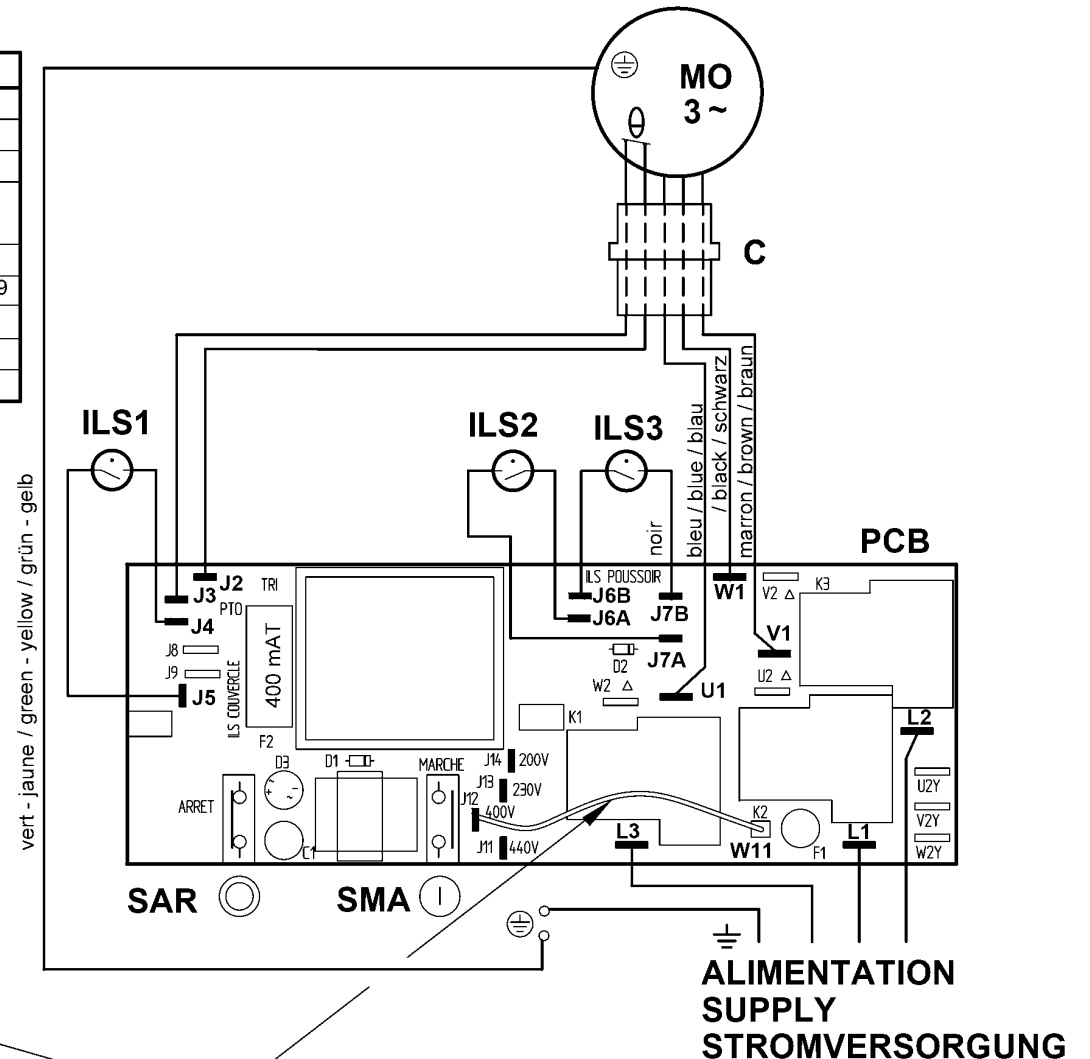 MO
3 ~
θ
C
9
ILS1
ILS2
ILS3
vert - jaune / green - yellow / grün - gelb
noir
bleu / blue / blau
/ black / schwarz
marron / brown / braun
PCB
J2
TRI
J3
PTO
J4
J8
J9
J5
ILS COUVERCLE
400 mAT
F2
ILS POUSSOIR
J6B
J6A
J7B
J7A
D2
W2 △
U1
W1
V2 △
K3
V1
U2 △
L2
K1
D3
D1
MARCHE
J14 200V
J13 230V
J12 400V
J11 440V
ARRET
C1
L3
K2
W11
F1
L1
U2Y
V2Y
W2Y
SAR
SMA
ALIMENTATION
SUPPLY
STROMVERSORGUNG